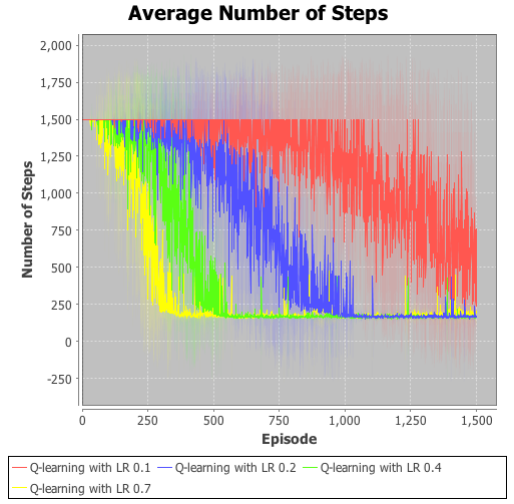 Average Number of Steps
2,000
1,750
1,500
1,250
1,000
750
500
250
0
-250
Number of Steps
0 250 500 750 1,000 1,250 1,500
Episode
Q-learning with LR 0.1 Q-learning with LR 0.2 Q-learning with LR 0.4
Q-learning with LR 0.7